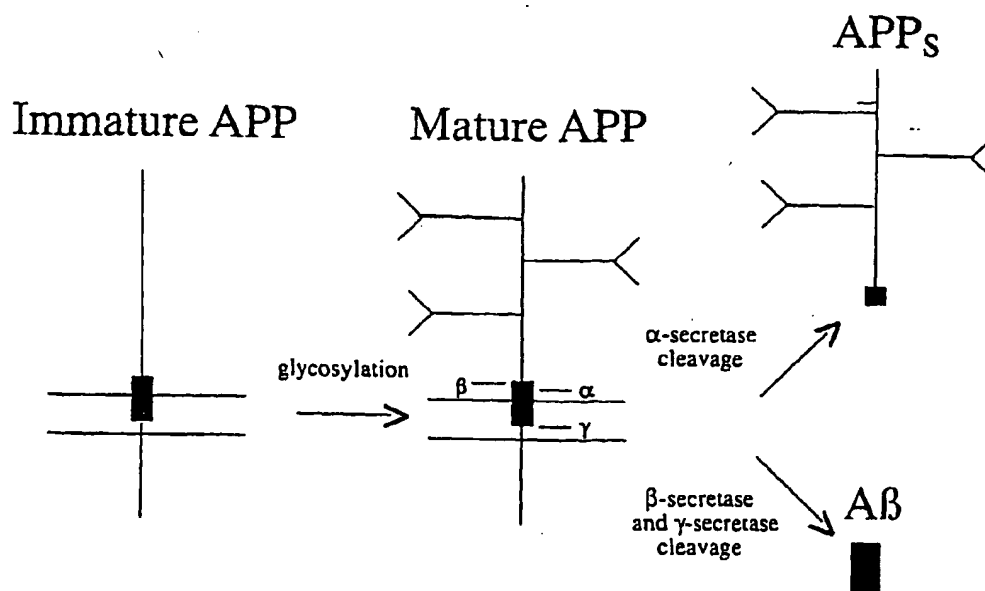 Immature APP
Mature APP
APPs
glycosylation
β
α
γ
α-secretase
cleavage
β-secretase
and γ-secretase
cleavage
Aß